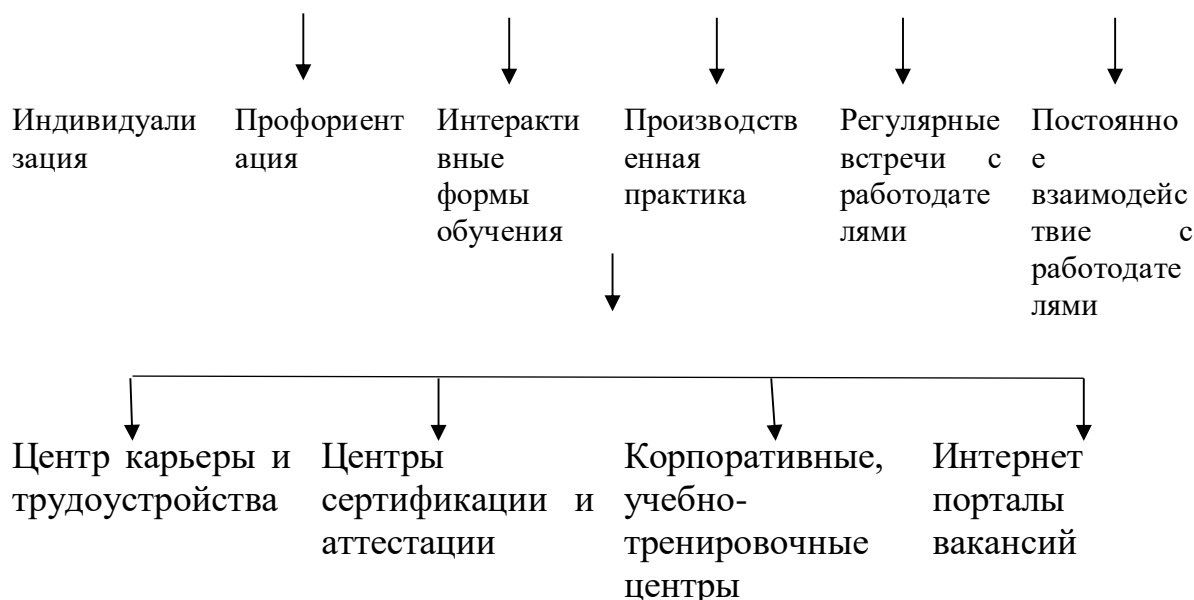 Индивидуали
зация
Профориент
ация
Интеракти
вные
формы
обучения
Производств
енная
практика
Регулярные
встречи с
работодате
лями
Постоянно
е
взаимодейс
твие с
работодате
лями
Центр карьеры и
трудоустройства
Центры
сертификации и
аттестации
Корпоративные,
учебно-
тренировочные
центры
Интернет
порталы
вакансий